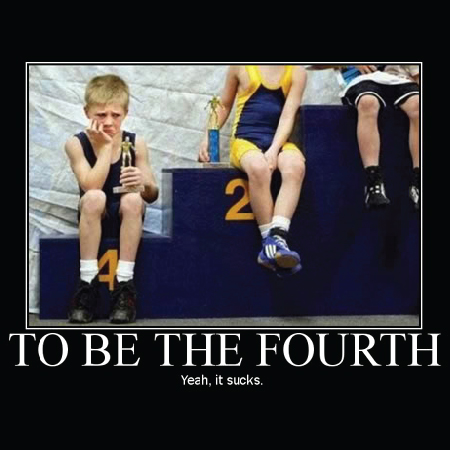 4
2
TO BE THE FOURTH
Yeah, it sucks.